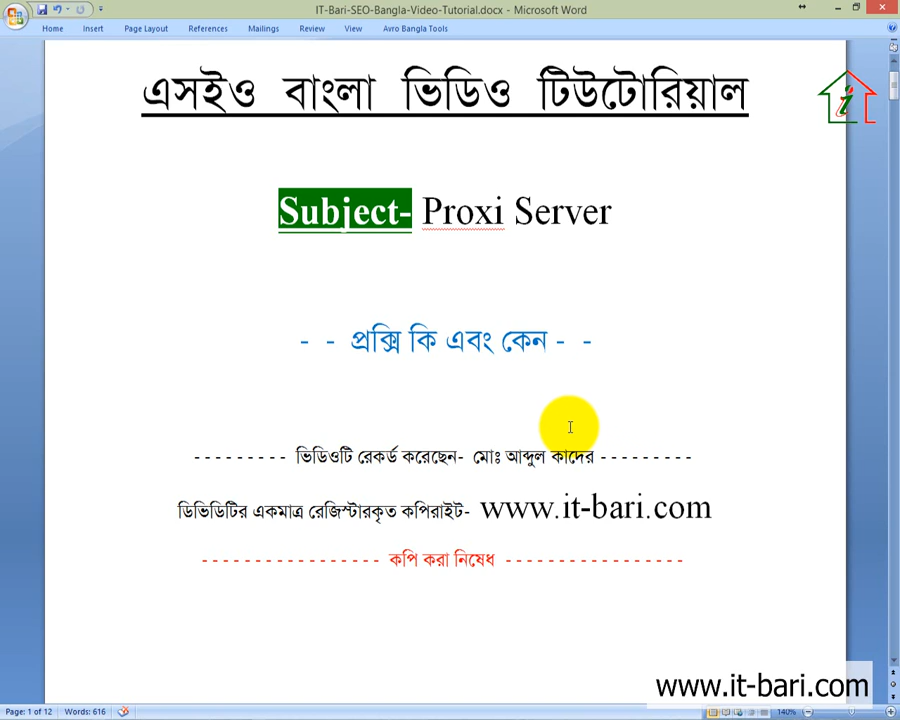 IT-Bari-SEO-Bangla-Video-Tutorial.docx - Microsoft Word
Home Insert Page Layout References Mailings Review View Avro Bangla Tools
এসইও বাংলা ভিডিও টিউটোরিয়াল
Subject- Proxi Server
- - প্রক্সি কি এবং কেন - -
- - - - - - - - - ভিডিওটি রেকর্ড করেছেন- মোঃ আব্দুল কাদের - - - - - - - - -
ডিভিডিটির একমাত্র রেজিস্টারকৃত কপিরাইট- www.it-bari.com
- - - - - - - - - - - - - - - - - কপি করা নিষেধ - - - - - - - - - - - - - - - - -
www.it-bari.com
Page: 1 of 12 Words: 616 140%